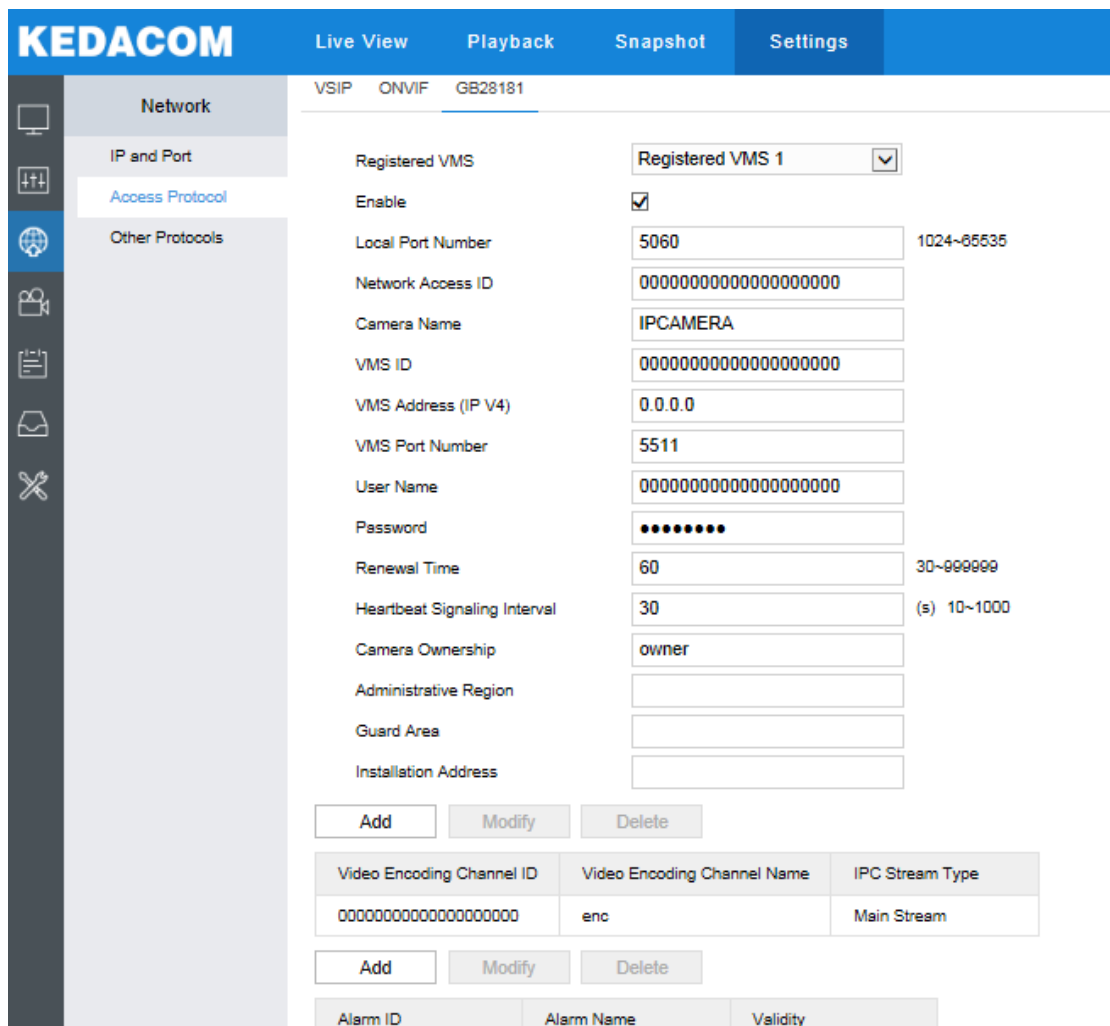 KEDACOM Live View Playback Snapshot Settings
VSIP ONVIF GB28181
Network
IP and Port
Access Protocol
Other Protocols
Registered VMS Registered VMS 1
Enable
Local Port Number 5060 1024~65535
Network Access ID 00000000000000000000
Camera Name IPCAMERA
VMS ID 00000000000000000000
VMS Address (IP V4) 0.0.0.0
VMS Port Number 5511
User Name 00000000000000000000
Password ●●●●●●●●
Renewal Time 60 30~999999
Heartbeat Signaling Interval 30 (s) 10~1000
Camera Ownership owner
Administrative Region
Guard Area
Installation Address
Add Modify Delete
Video Encoding Channel ID Video Encoding Channel Name IPC Stream Type
00000000000000000000 enc Main Stream
Add Modify Delete
Alarm ID Alarm Name Validity